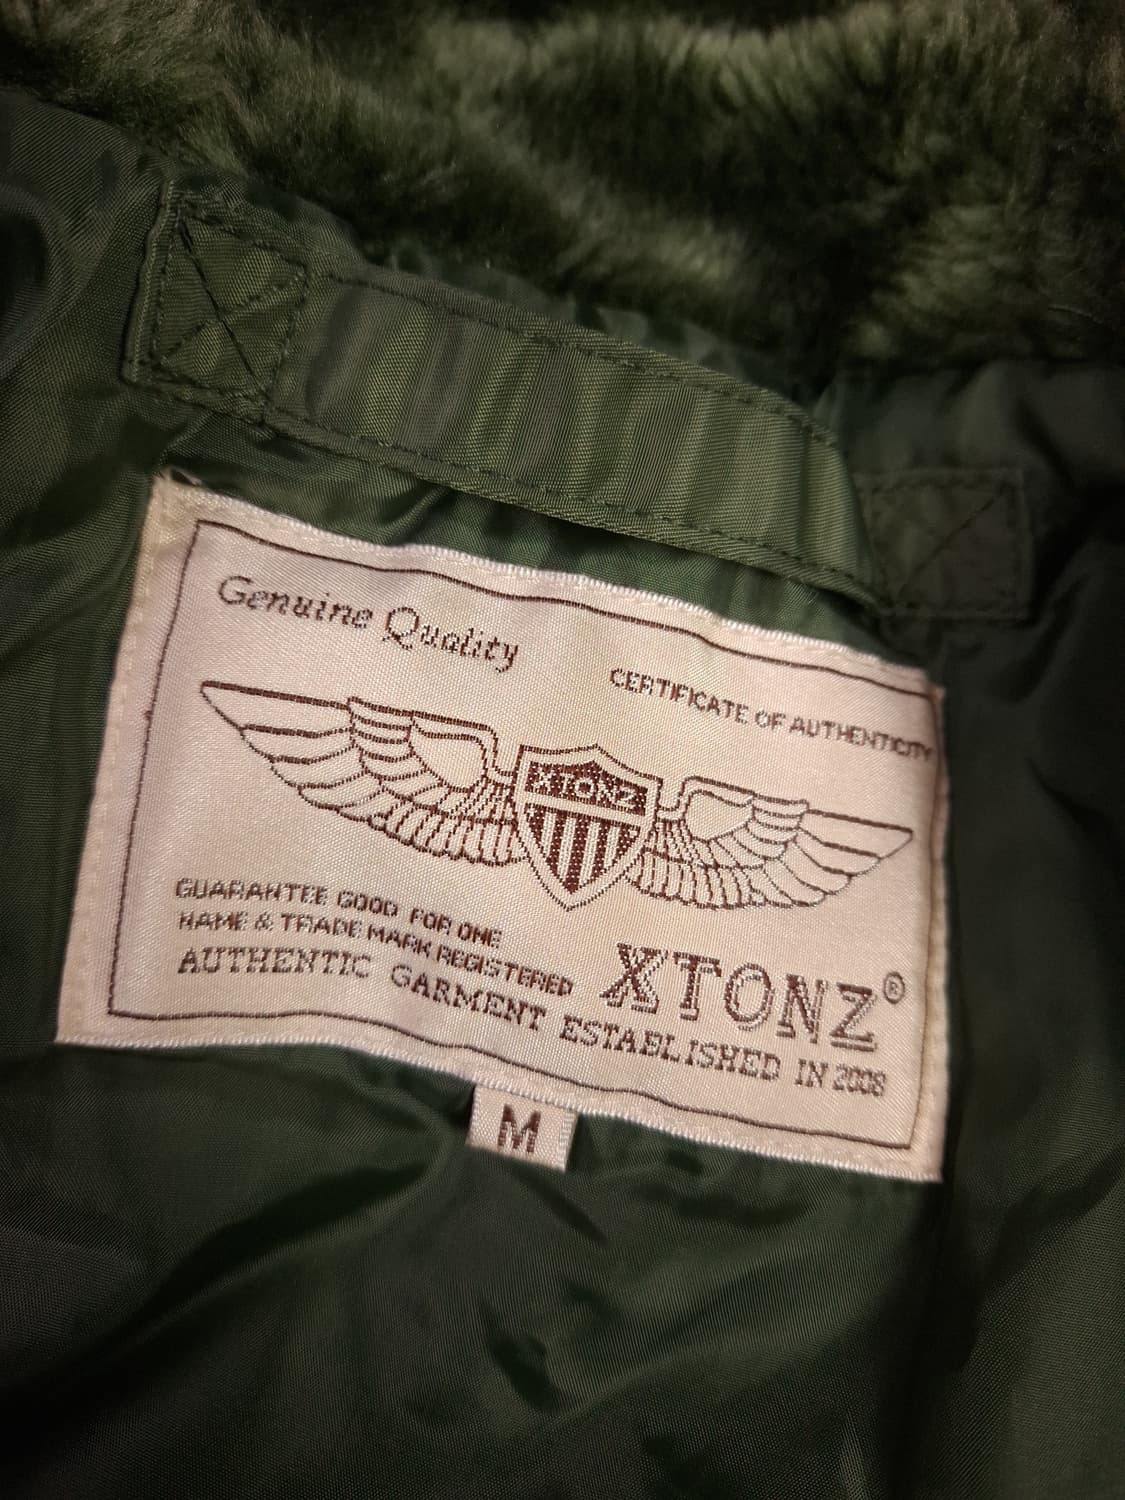 Genuine Quality
CERTIFICATE OF AUTHENTICITY
XTONZ
GUARANTEE GOOD FOR ONE
NAME & TRADE MARK REGISTERED
XTONZ®
AUTHENTIC GARMENT ESTABLISHED IN 2008
M